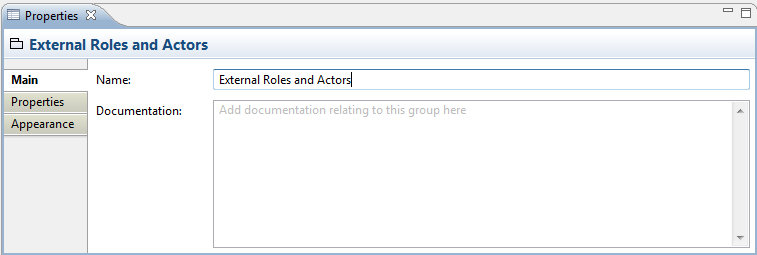 Properties
External Roles and Actors
Main
Name:
External Roles and Actors
Properties
Documentation:
Add documentation relating to this group here
Appearance